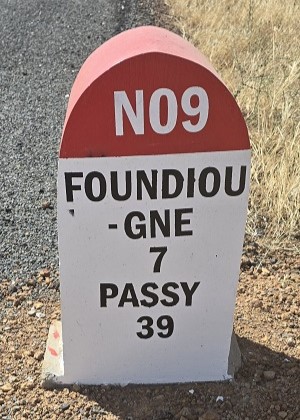 N09
FOUNDIOU
-GNE
7
PASSY
39